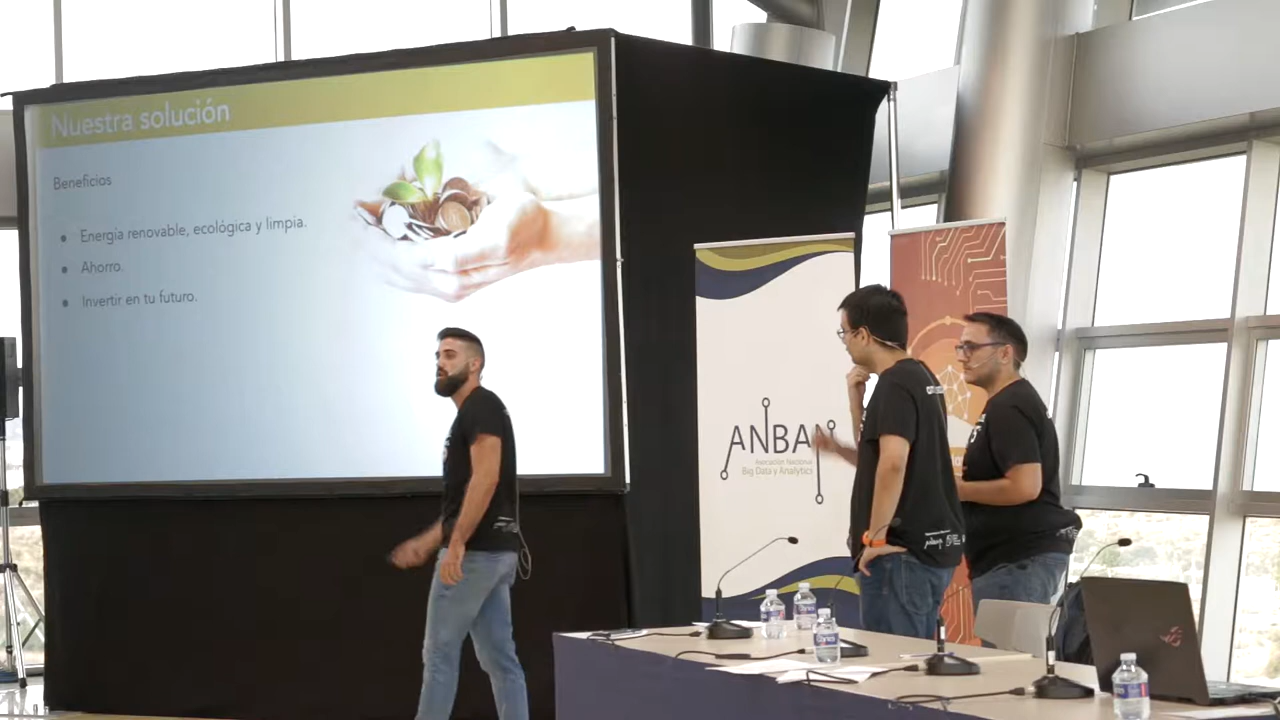 Nuestra solución
Beneficios
• Energía renovable, ecológica y limpia.
• Ahorro.
• Invertir en tu futuro.
ANBAN
Asociación Nacional
Big Data y Analytics